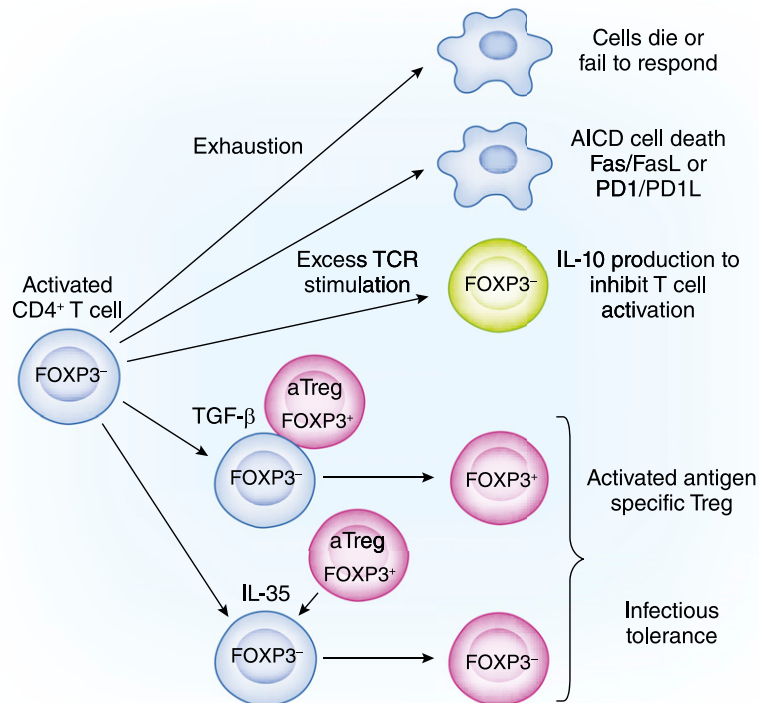 Cells die or
fail to respond
Exhaustion
AICD cell death
Fas/FasL or
PD1/PD1L
Excess TCR
stimulation
FOXP3⁻
IL-10 production to
inhibit T cell
activation
Activated
CD4⁺ T cell
FOXP3⁻
TGF-β
aTreg
FOXP3⁺
FOXP3⁻
FOXP3⁺
Activated antigen
specific Treg
aTreg
FOXP3⁺
IL-35
FOXP3⁻
FOXP3⁻
Infectious
tolerance